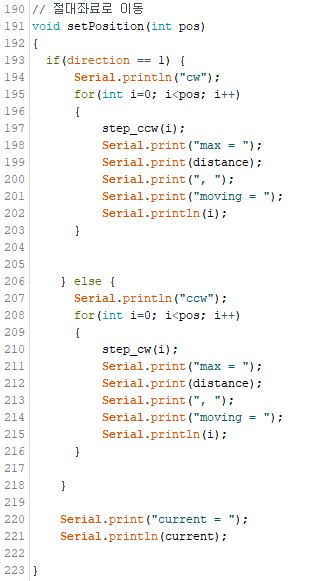 190 // 절대좌료로 이동
191 void setPosition(int pos)
192 {
193   if(direction == 1) {
194       Serial.println("cw");
195       for(int i=0; i<pos; i++)
196       {
197           step_ccw(i);
198           Serial.print("max = ");
199           Serial.print(distance);
200           Serial.print(", ");
201           Serial.print("moving = ");
202           Serial.println(i);
203       }
204
205
206     } else {
207       Serial.println("ccw");
208       for(int i=0; i<pos; i++)
209       {
210           step_cw(i);
211           Serial.print("max = ");
212           Serial.print(distance);
213           Serial.print(", ");
214           Serial.print("moving = ");
215           Serial.println(i);
216       }
217
218     }
219
220     Serial.print("current = ");
221     Serial.println(current);
222
223 }